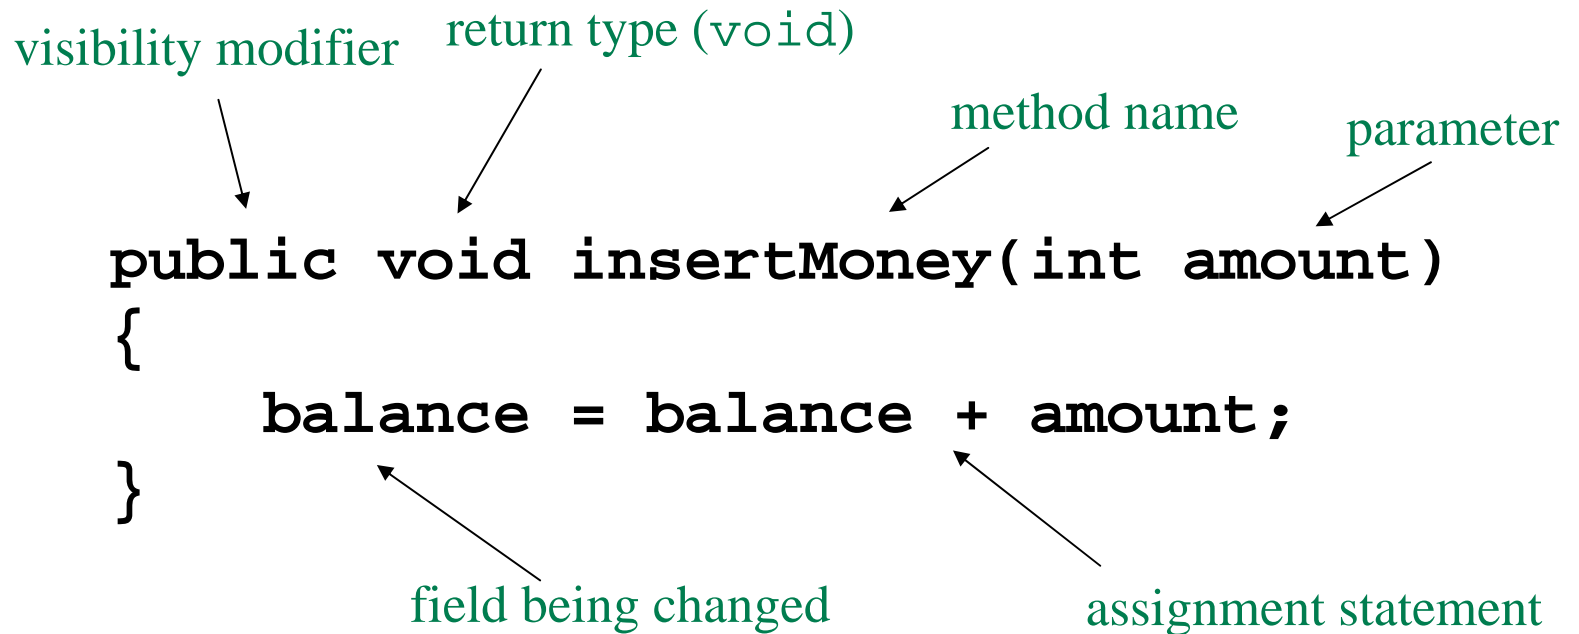 visibility modifier
return type (void)
method name
parameter
public void insertMoney(int amount)
{
balance = balance + amount;
}
field being changed
assignment statement